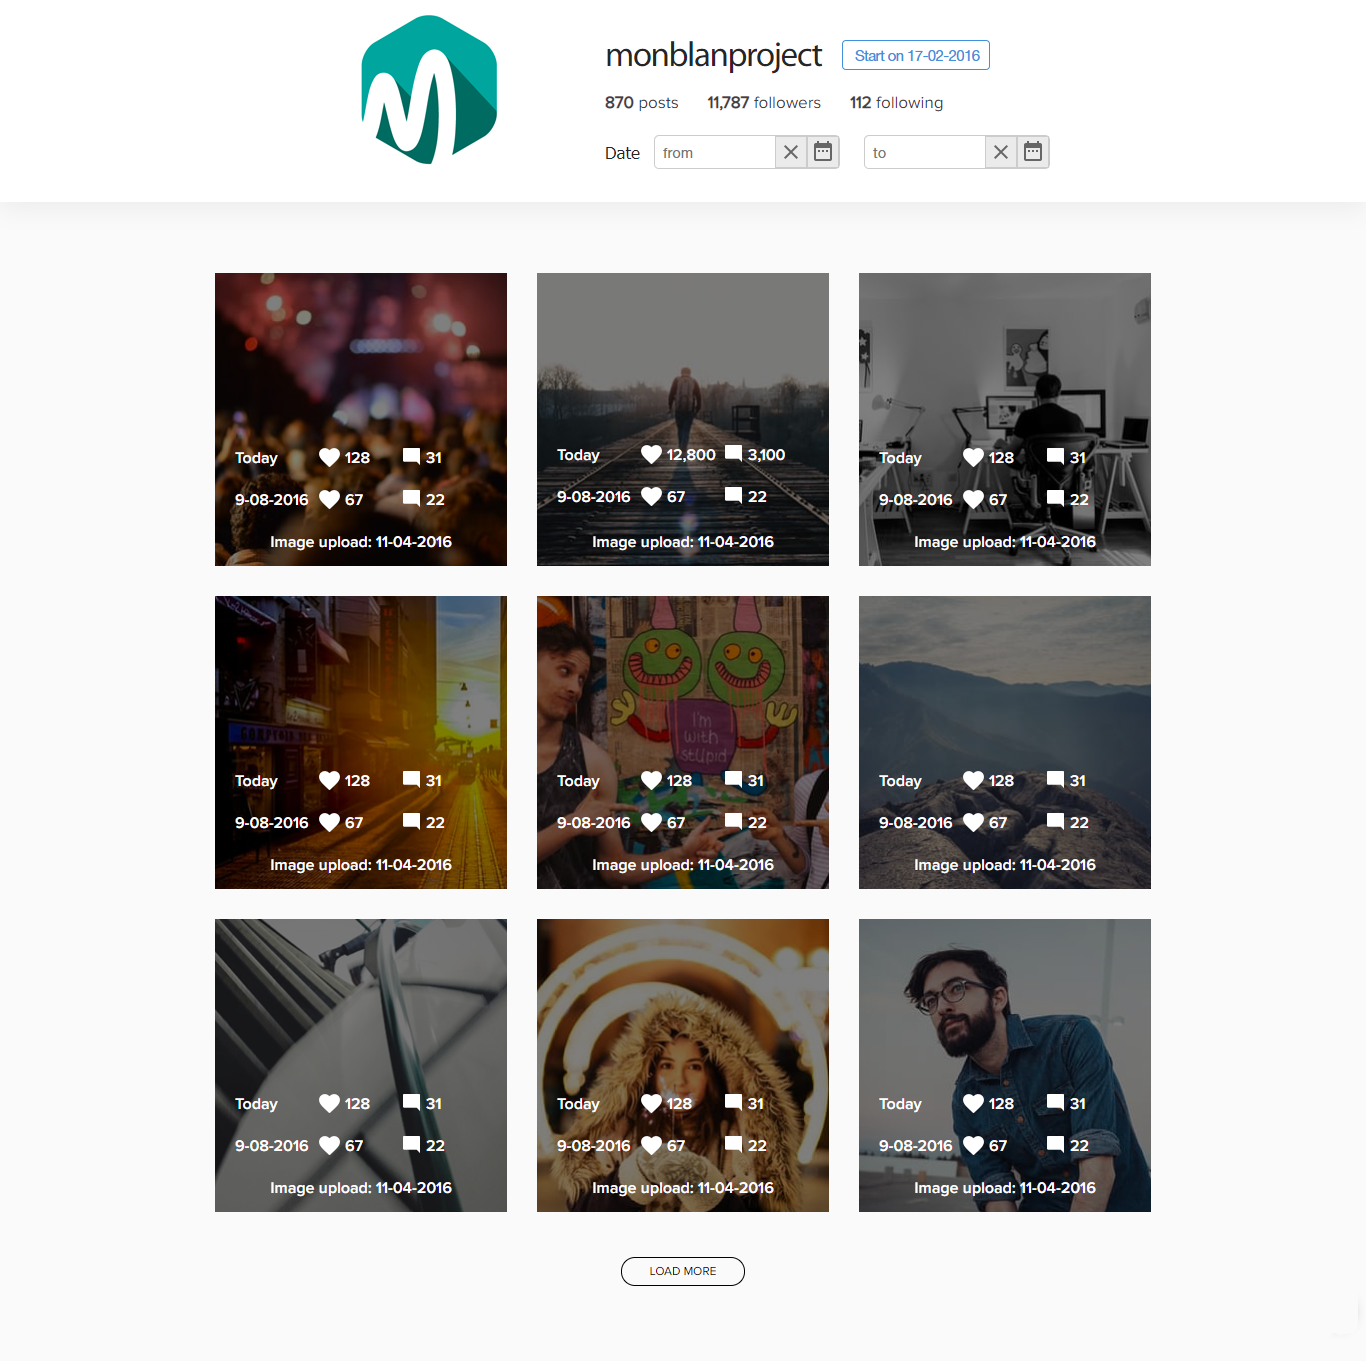 monblanproject Start on 17-02-2016
870 posts 11,787 followers 112 following
Date from to
Today 128 31
9-08-2016 67 22
Image upload: 11-04-2016
Today 12,800 3,100
9-08-2016 67 22
Image upload: 11-04-2016
Today 128 31
9-08-2016 67 22
Image upload: 11-04-2016
Today 128 31
9-08-2016 67 22
Image upload: 11-04-2016
I'm
with
stupid
Today 128 31
9-08-2016 67 22
Image upload: 11-04-2016
Today 128 31
9-08-2016 67 22
Image upload: 11-04-2016
Today 128 31
9-08-2016 67 22
Image upload: 11-04-2016
Today 128 31
9-08-2016 67 22
Image upload: 11-04-2016
Today 128 31
9-08-2016 67 22
Image upload: 11-04-2016
LOAD MORE